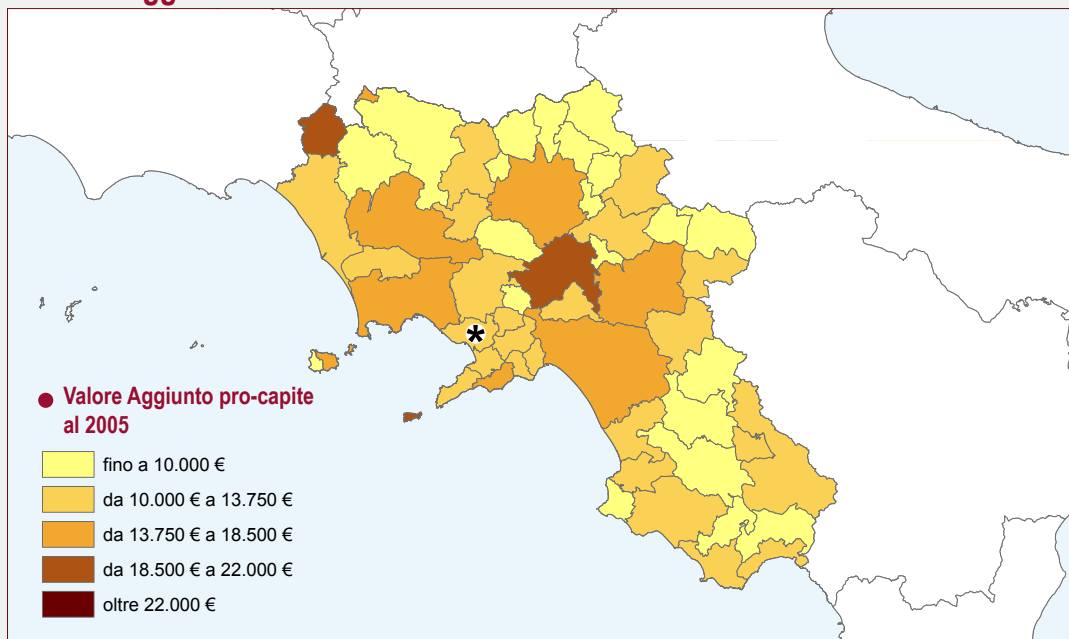 Valore Aggiunto pro-capite
al 2005
fino a 10.000 €
da 10.000 € a 13.750 €
da 13.750 € a 18.500 €
da 18.500 € a 22.000 €
oltre 22.000 €